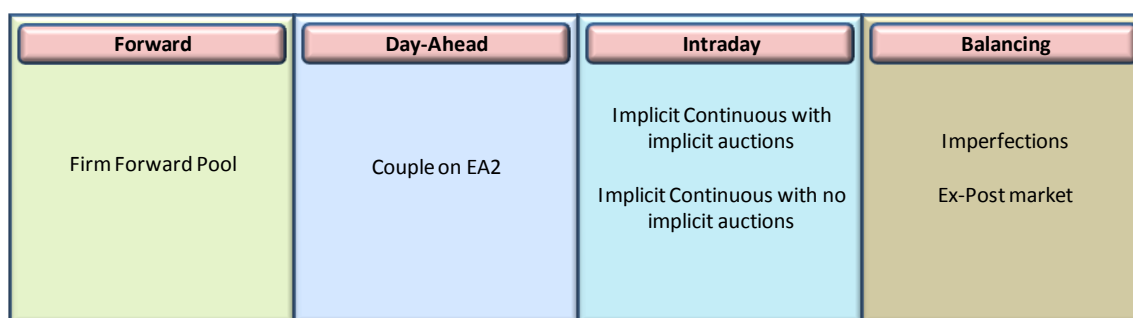 Forward
Day-Ahead
Intraday
Balancing
Firm Forward Pool
Couple on EA2
Implicit Continuous with
implicit auctions
Implicit Continuous with no
implicit auctions
Imperfections
Ex-Post market